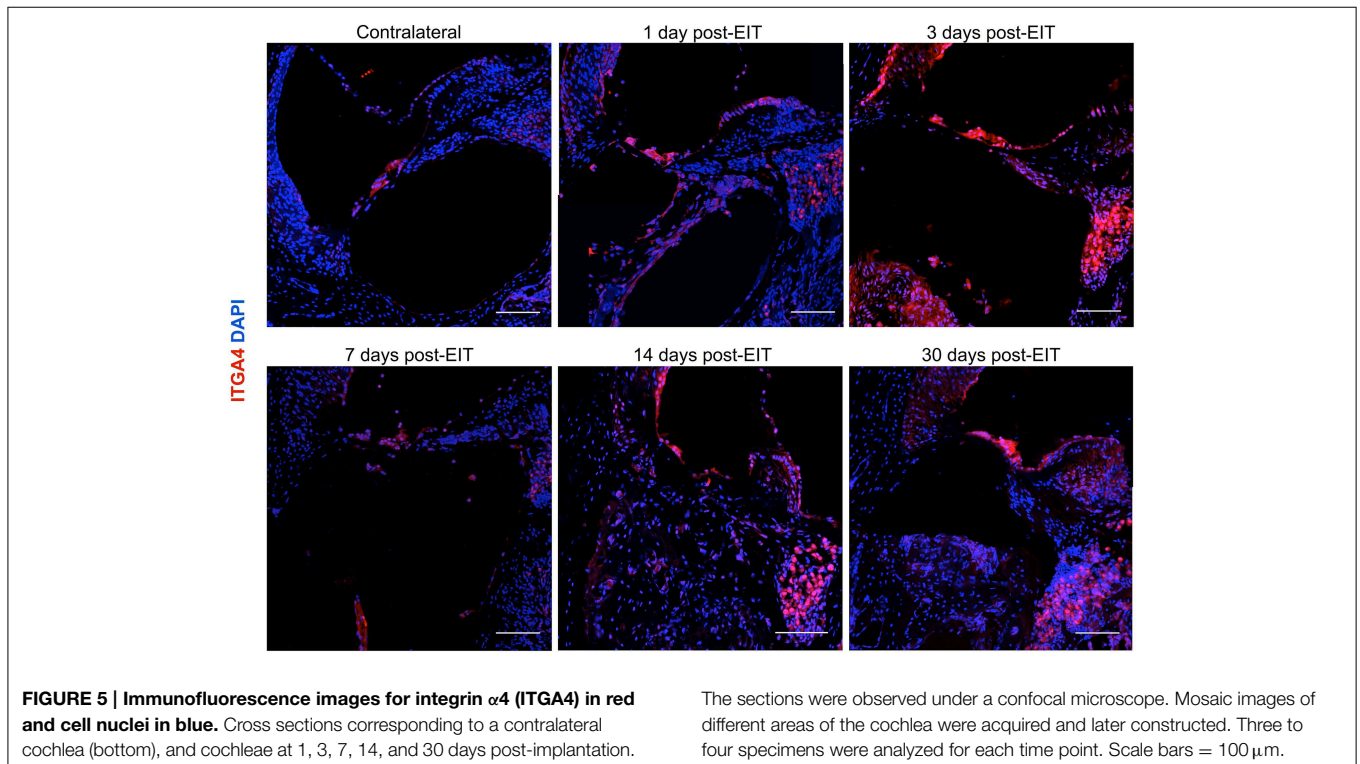 Contralateral
1 day post-EIT
3 days post-EIT
ITGA4 DAPI
7 days post-EIT
14 days post-EIT
30 days post-EIT
FIGURE 5 | Immunofluorescence images for integrin α4 (ITGA4) in red
and cell nuclei in blue. Cross sections corresponding to a contralateral
cochlea (bottom), and cochleae at 1, 3, 7, 14, and 30 days post-implantation.
The sections were observed under a confocal microscope. Mosaic images of
different areas of the cochlea were acquired and later constructed. Three to
four specimens were analyzed for each time point. Scale bars = 100 μm.